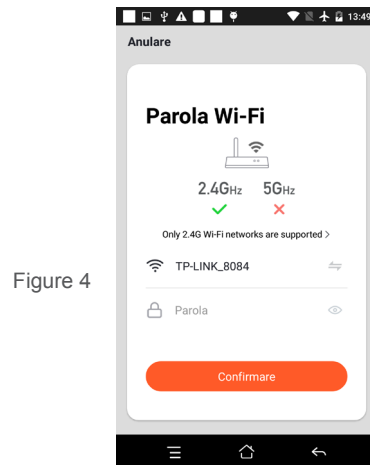 13:49
Anulare
Parola Wi-Fi
2.4GHz 5GHz
Only 2.4G Wi-Fi networks are supported >
TP-LINK_8084
Figure 4
Parola
Confirmare